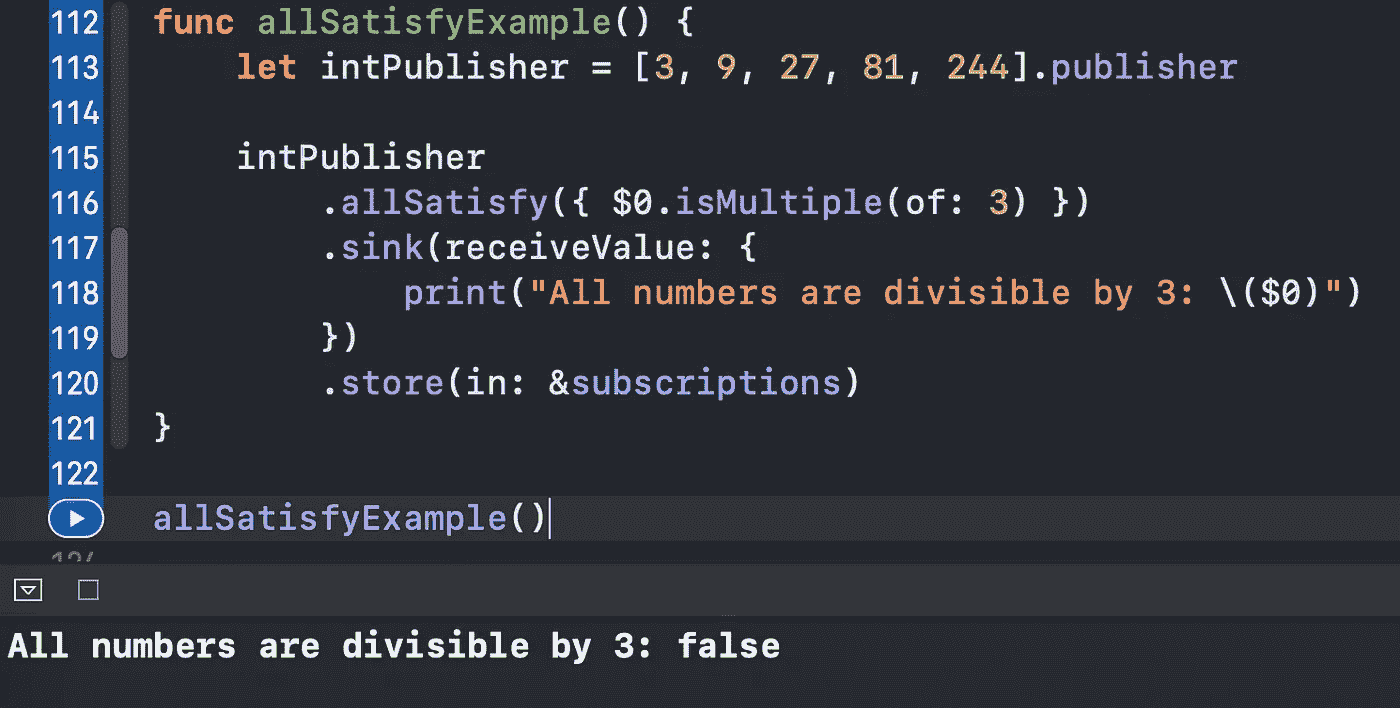 112 func allSatisfyExample() {
113     let intPublisher = [3, 9, 27, 81, 244].publisher
114
115     intPublisher
116         .allSatisfy({ $0.isMultiple(of: 3) })
117         .sink(receiveValue: {
118             print("All numbers are divisible by 3: \($0)")
119         })
120         .store(in: &subscriptions)
121 }
122
allSatisfyExample()
All numbers are divisible by 3: false